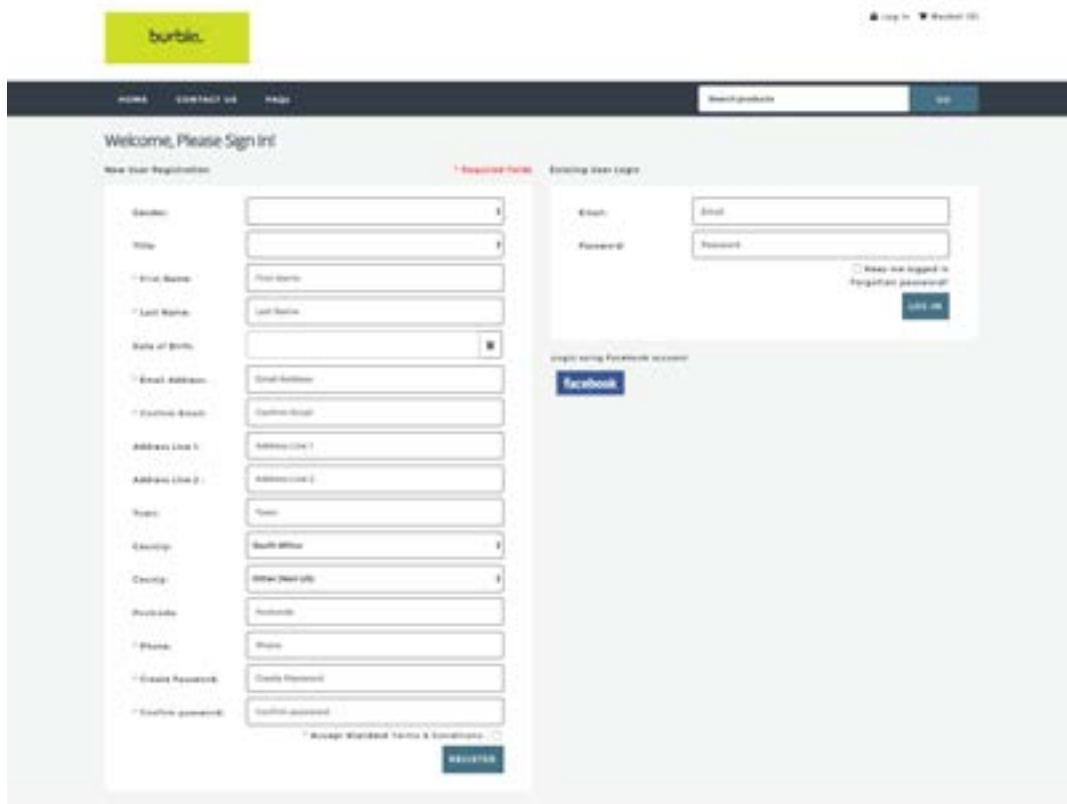 burble.
Log in Basket (0)
HOME CONTACT US FAQs
Search products
GO
Welcome, Please Sign In!
New User Registration
* Required Fields
Gender:
Title:
* First Name: First Name
* Last Name: Last Name
Date of Birth:
* Email Address: Email Address
* Confirm Email: Confirm Email
Address Line 1: Address Line 1
Address Line 2: Address Line 2
Town: Town
Country: South Africa
County: Other (Non US)
Postcode: Postcode
* Phone: Phone
* Create Password: Create Password
* Confirm password: Confirm password
* Accept Standard Terms & Conditions
REGISTER
Existing User Login
Email: Email
Password: Password
Keep me logged in
Forgotten password?
LOG IN
Login using Facebook account
facebook